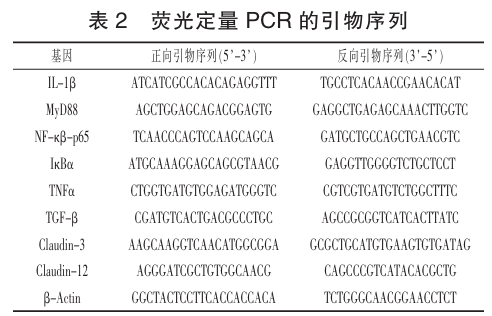 表 2 荧光定量 PCR 的引物序列
基因 正向引物序列(5’-3’) 反向引物序列(3’-5’)
IL-1β ATCATCGCCACACAGAGGTTT TGCCTCACAACCGAACACAT
MyD88 AGCTGGAGCAGACGGAGTG GAGGCTGAGAGCAAACTTGGTC
NF-κβ-p65 TCAACCCAGTCCAAGCAGCA GATGCTGCCAGCTGAACGTC
IκBα ATGCAAAGGAGCAGCGTAACG GAGGTTGGGGTCTGCTCCT
TNFα CTGGTGATGTGGAGATGGGTC CGTCGTGATGTCTGGCTTTC
TGF-β CGATGTCACTGACGCCCTGC AGCCGCGGTCATCACTTATC
Claudin-3 AAGCAAGGTCAACATGGCGGA GCGCTGCATGTGAAGTGTGATAG
Claudin-12 AGGGATCGCTGTGGCAACG CAGCCCGTCATACACGCTG
β-Actin GGCTACTCCTTCACCACCACA TCTGGGCAACGGAACCTCT